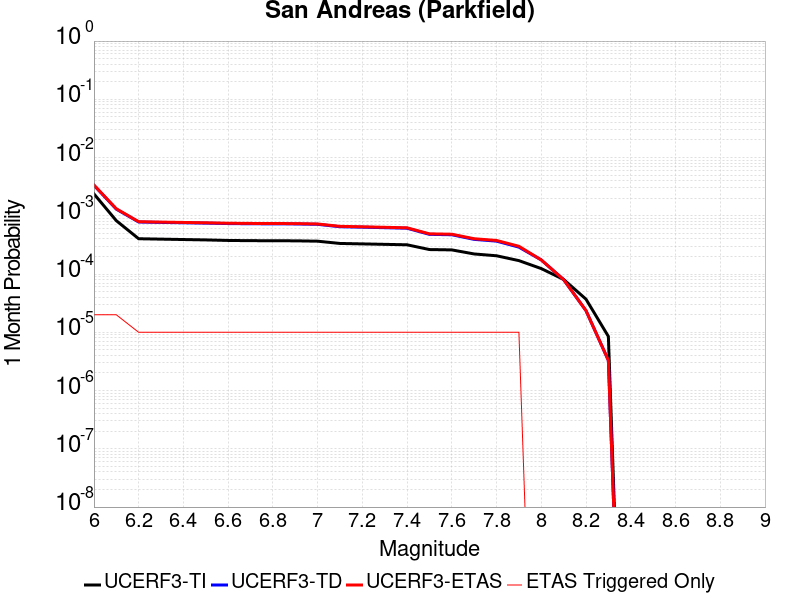 San Andreas (Parkfield)
10^0
10^-1
10^-2
10^-3
10^-4
10^-5
10^-6
10^-7
10^-8
1 Month Probability
6 6.2 6.4 6.6 6.8 7 7.2 7.4 7.6 7.8 8 8.2 8.4 8.6 8.8 9
Magnitude
UCERF3-TI UCERF3-TD UCERF3-ETAS ETAS Triggered Only